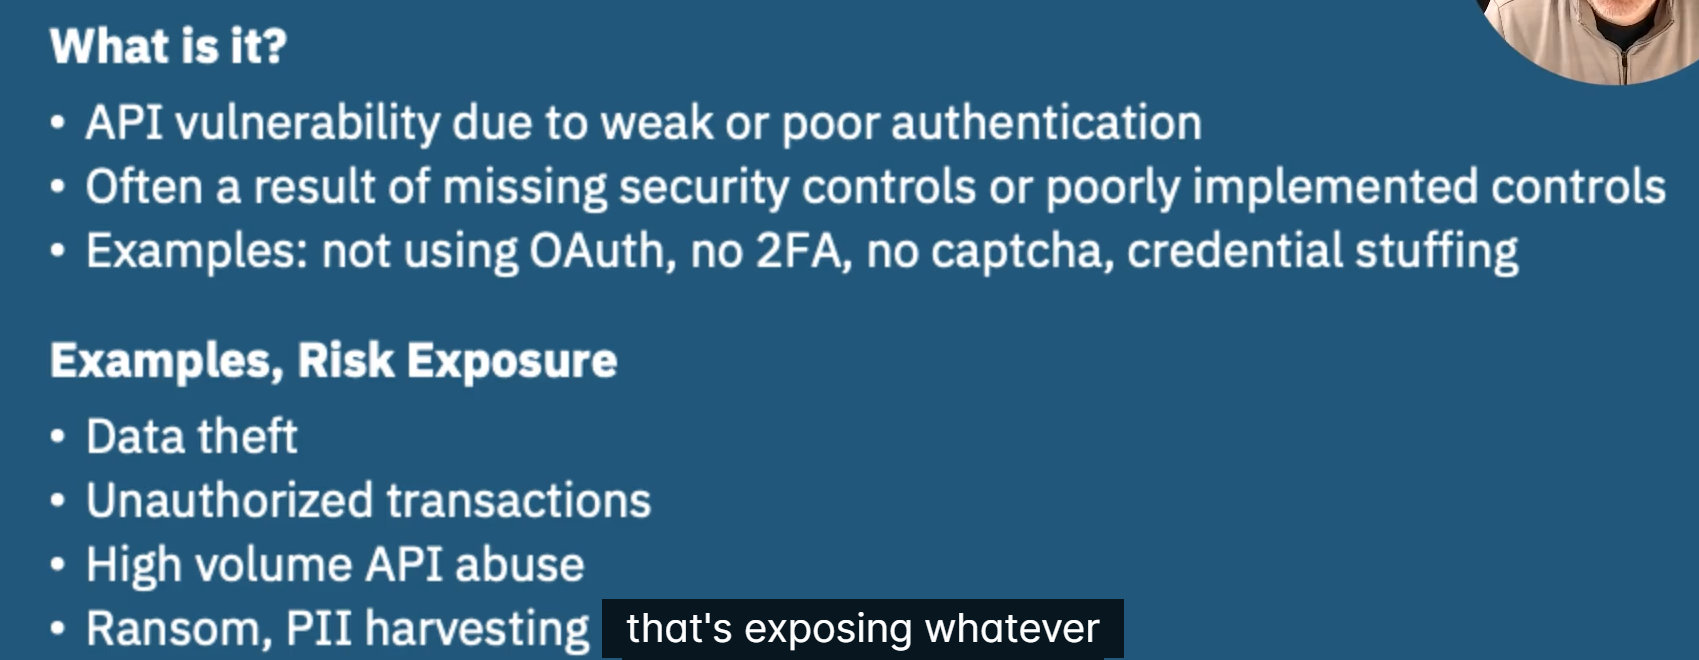 What is it?
• API vulnerability due to weak or poor authentication
• Often a result of missing security controls or poorly implemented controls
• Examples: not using OAuth, no 2FA, no captcha, credential stuffing
Examples, Risk Exposure
• Data theft
• Unauthorized transactions
• High volume API abuse
• Ransom, PII harvesting
that's exposing whatever